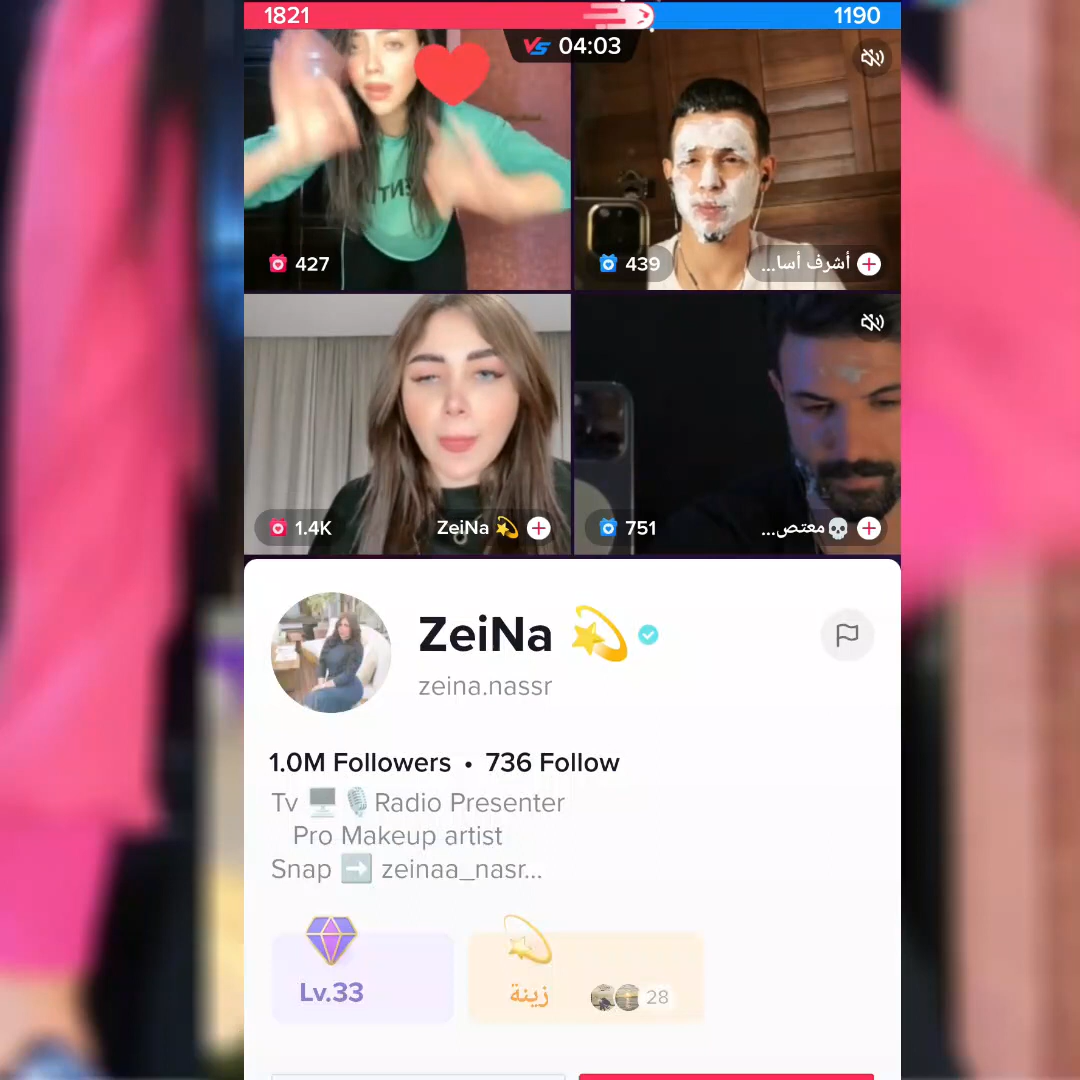 1821
1190
VS 04:03
427
439
أشرف أسا...
1.4K
ZeiNa 💫
751
💀معتص...
ZeiNa 💫
zeina.nassr
1.0M Followers • 736 Follow
Tv 🖥️ 🎙️Radio Presenter
Pro Makeup artist
Snap ➡️ zeinaa_nasr...
Lv.33
زينة
28